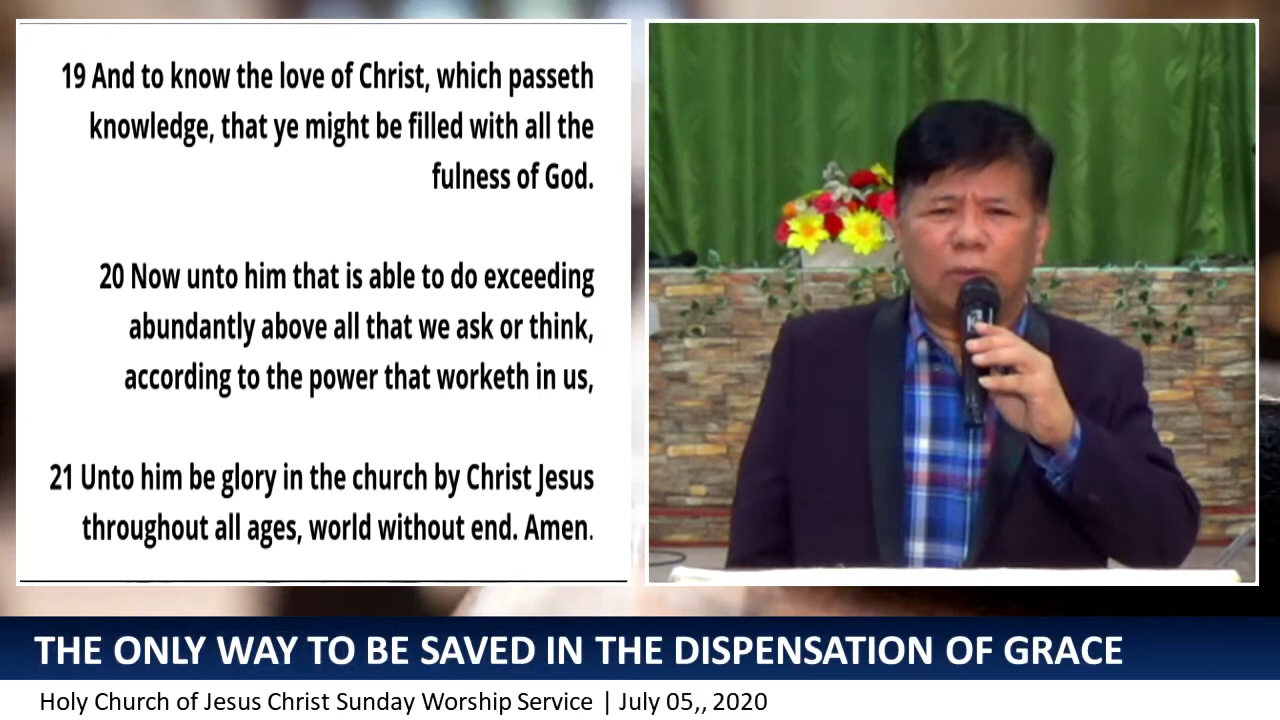 19 And to know the love of Christ, which passeth
knowledge, that ye might be filled with all the
fulness of God.
20 Now unto him that is able to do exceeding
abundantly above all that we ask or think,
according to the power that worketh in us,
21 Unto him be glory in the church by Christ Jesus
throughout all ages, world without end. Amen.
THE ONLY WAY TO BE SAVED IN THE DISPENSATION OF GRACE
Holy Church of Jesus Christ Sunday Worship Service | July 05,, 2020